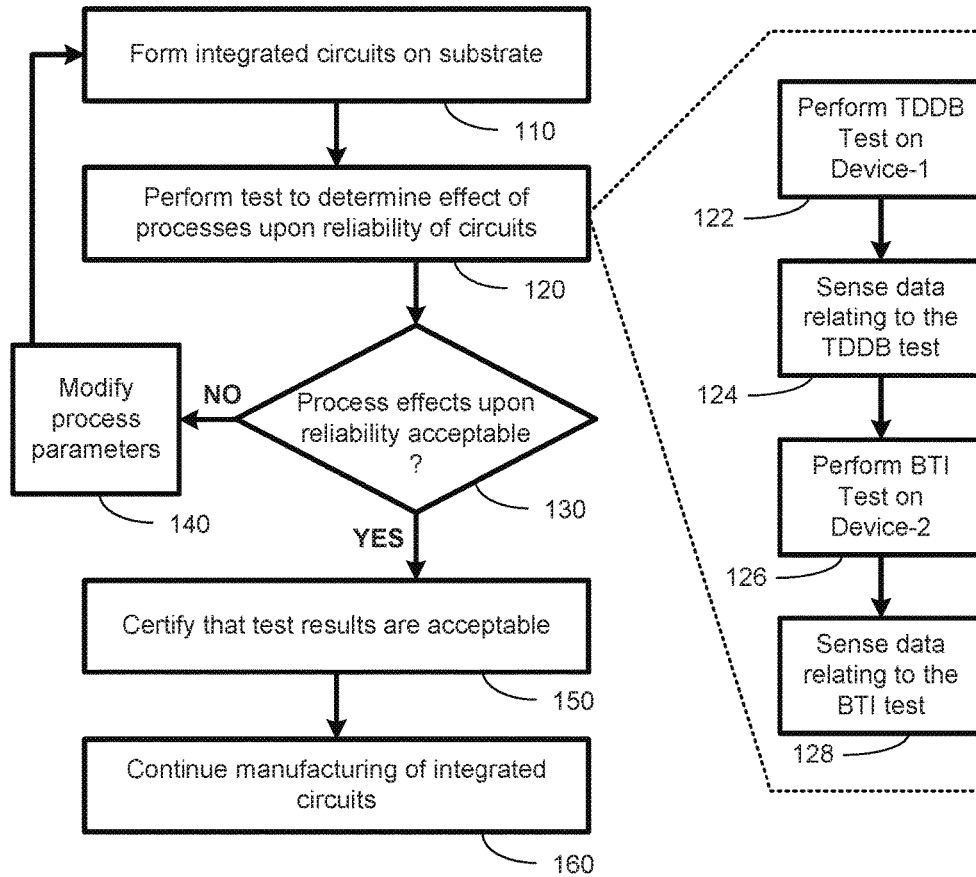 Form integrated circuits on substrate
110
Perform test to determine effect of
processes upon reliability of circuits
120
Process effects upon
reliability acceptable
?
130
NO
Modify
process
parameters
140
YES
Certify that test results are acceptable
150
Continue manufacturing of integrated
circuits
160
Perform TDDB
Test on
Device-1
122
Sense data
relating to the
TDDB test
124
Perform BTI
Test on
Device-2
126
Sense data
relating to the
BTI test
128